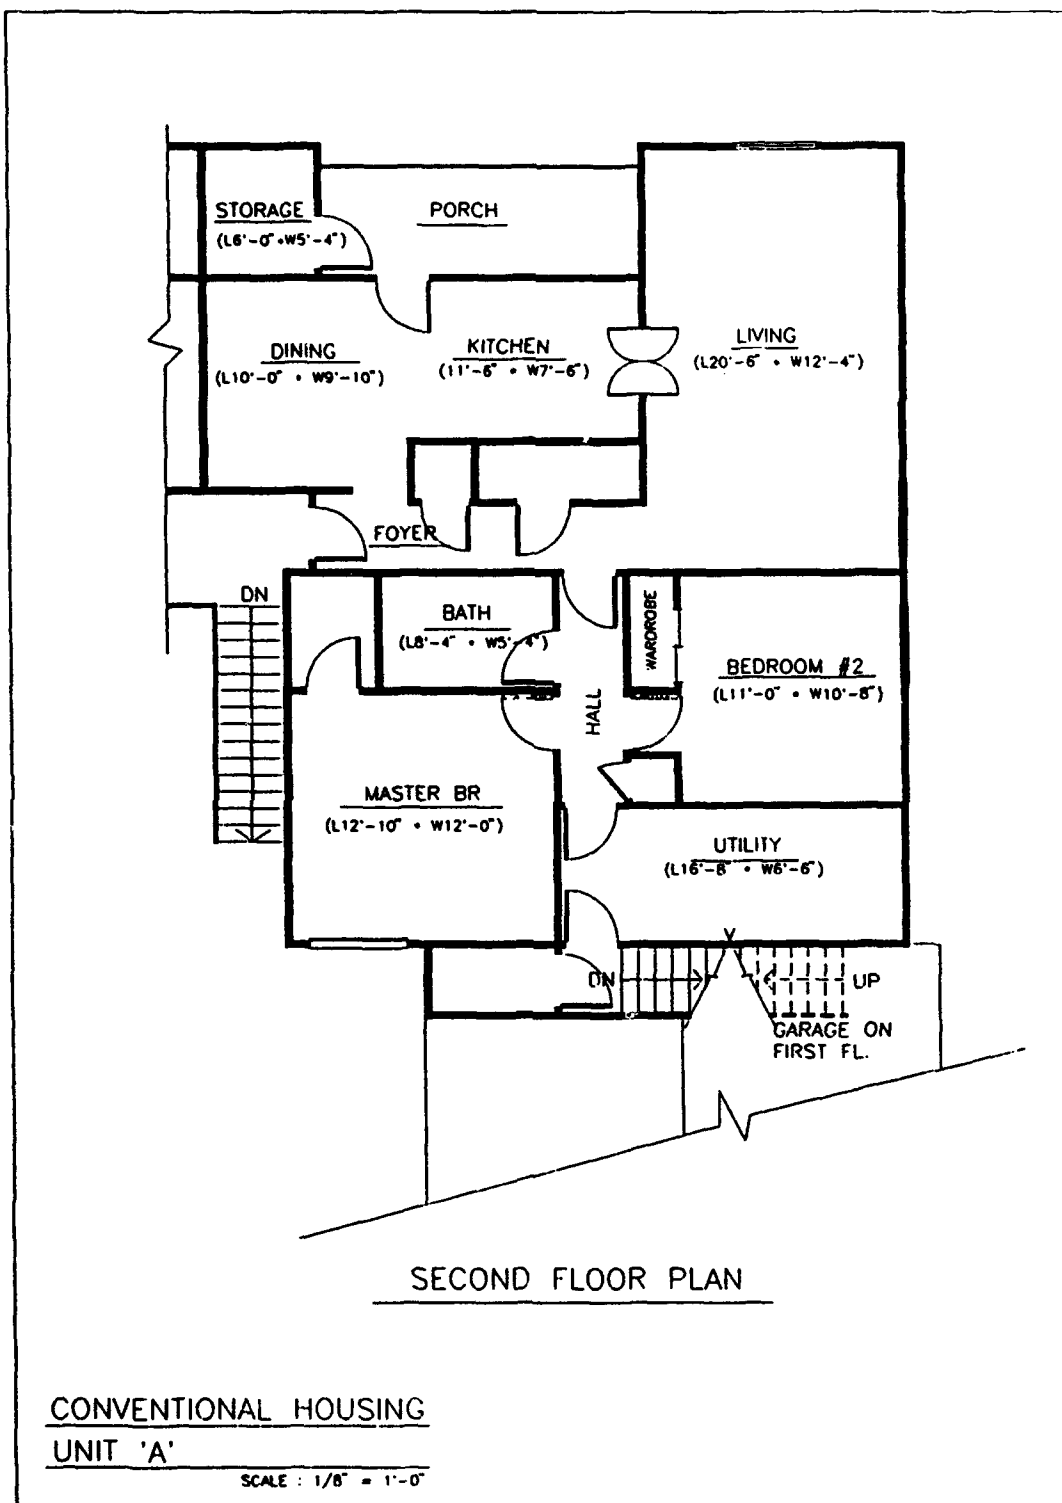 STORAGE
(L6'-0" * W5'-4")
PORCH
DINING
(L10'-0" * W9'-10")
KITCHEN
(11'-6" * W7'-6")
LIVING
(L20'-6" * W12'-4")
FOYER
DN
BATH
(L8'-4" * W5'-4")
WARDROBE
BEDROOM #2
(L11'-0" * W10'-8")
HALL
MASTER BR
(L12'-10" * W12'-0")
UTILITY
(L16'-8" * W6'-6")
DN
UP
GARAGE ON
FIRST FL.
SECOND FLOOR PLAN
CONVENTIONAL HOUSING
UNIT 'A'
SCALE : 1/8" = 1'-0"